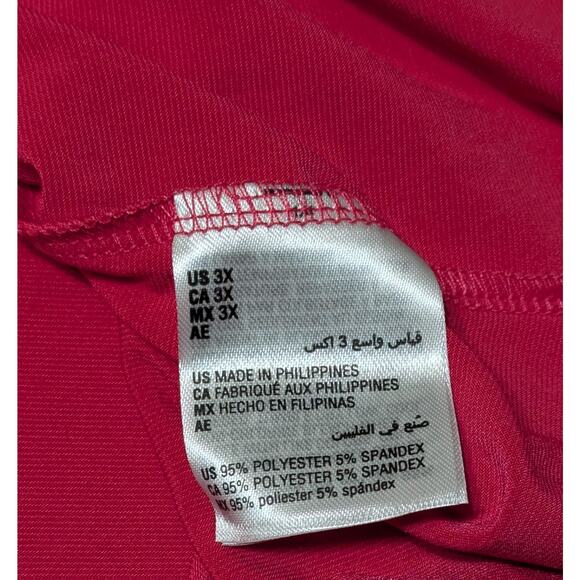 US 3X
CA 3X
MX 3X
AE
قياس واسع 3 اكس
US MADE IN PHILIPPINES
CA FABRIQUÉ AUX PHILIPPINES
MX HECHO EN FILIPINAS
AE
صنع في الفلبين
US 95% POLYESTER 5% SPANDEX
CA 95% POLYESTER 5% SPANDEX
MX 95% poliester 5% spándex